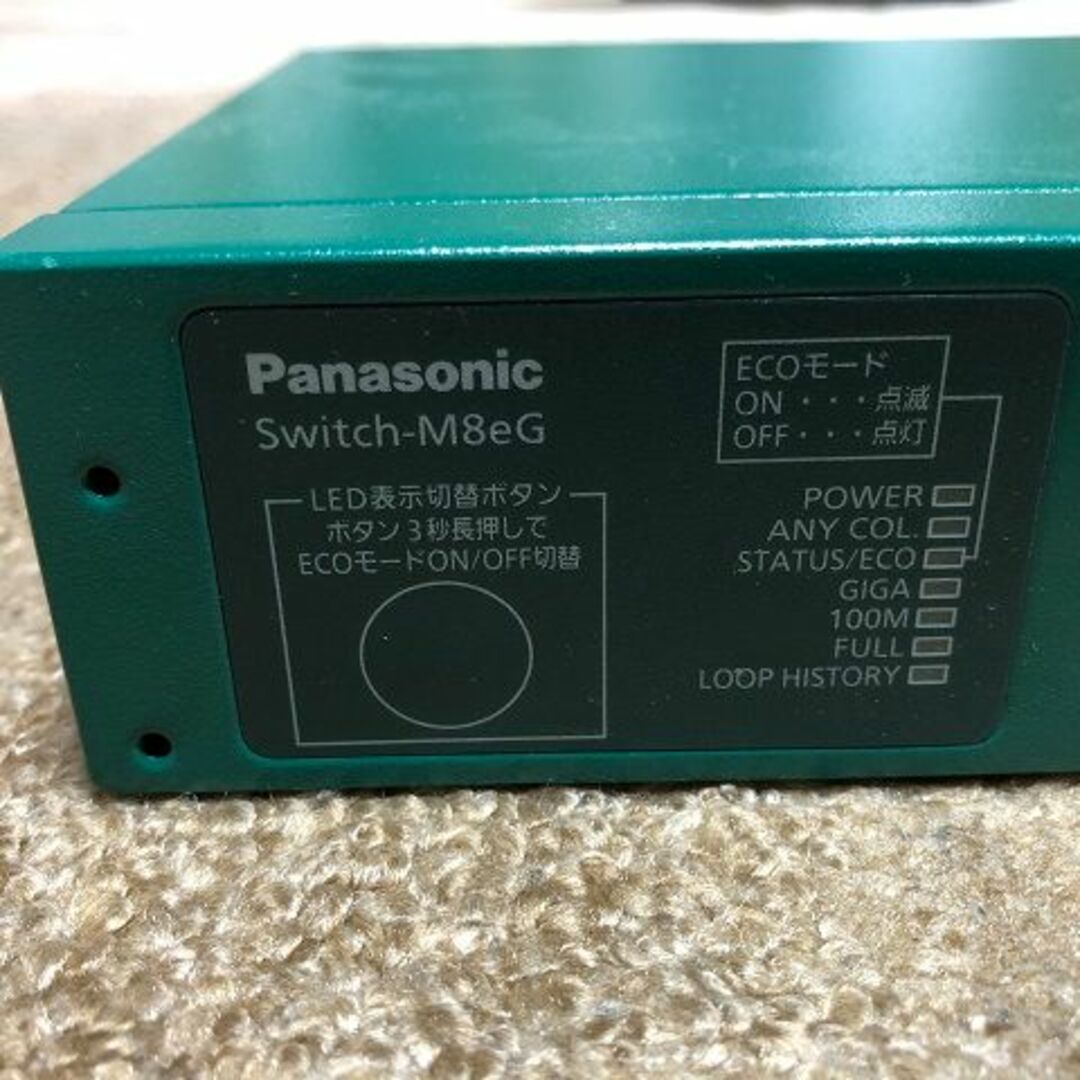 Panasonic
Switch-M8eG
LED表示切替ボタン
ボタン3秒長押しして
ECOモードON/OFF切替
ECOモード
ON ・・・点滅
OFF・・・点灯
POWER
ANY COL.
STATUS/ECO
GIGA
100M
FULL
LOOP HISTORY